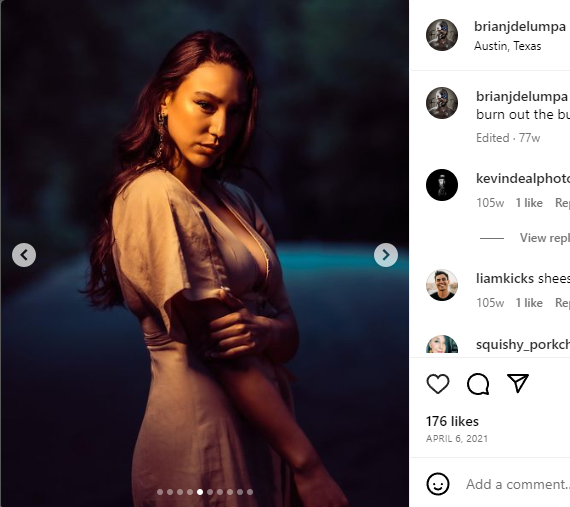 brianjdelumpa
Austin, Texas
brianjdelumpa
burn out the bu
Edited · 77w
kevindealphoto
105w 1 like Rep
View repl
liamkicks shees
105w 1 like Rep
squishy_porkch
176 likes
APRIL 6, 2021
Add a comment..